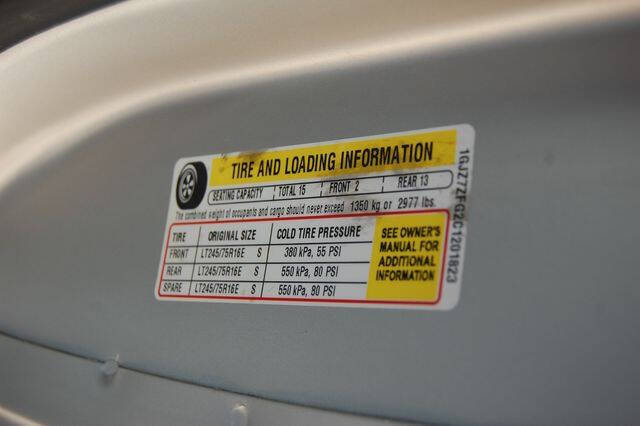 TIRE AND LOADING INFORMATION
SEATING CAPACITY TOTAL 15 FRONT 2 REAR 13
The combined weight of occupants and cargo should never exceed 1350 kg or 2977 lbs.
TIRE ORIGINAL SIZE COLD TIRE PRESSURE
FRONT LT245/75R16E S 380 kPa, 55 PSI
REAR LT245/75R16E S 550 kPa, 80 PSI
SPARE LT245/75R16E S 550 kPa, 80 PSI
SEE OWNER'S
MANUAL FOR
ADDITIONAL
INFORMATION
1GJZ7ZFG2C1201823